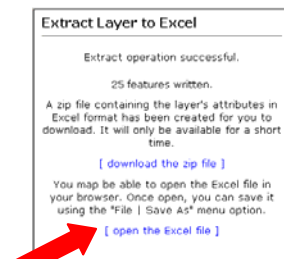 Extract Layer to Excel
Extract operation successful.
25 features written.
A zip file containing the layer's attributes in
Excel format has been created for you to
download. It will only be available for a short
time.
[ download the zip file ]
You map be able to open the Excel file in
your browser. Once open, you can save it
using the "File | Save As" menu option.
[ open the Excel file ]